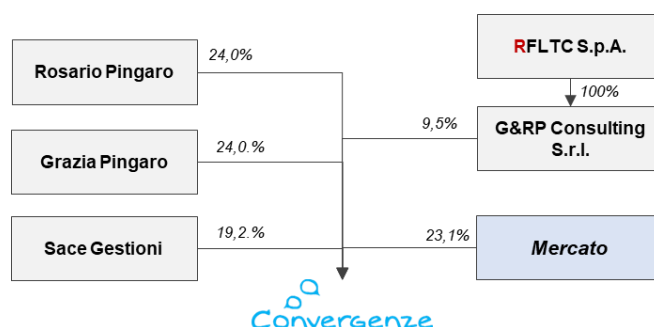 Rosario Pingaro
24,0%
RFLTC S.p.A.
100%
9,5%
G&RP Consulting
S.r.l.
Grazia Pingaro
24,0.%
Sace Gestioni
19,2.%
23,1%
Mercato
Convergenze